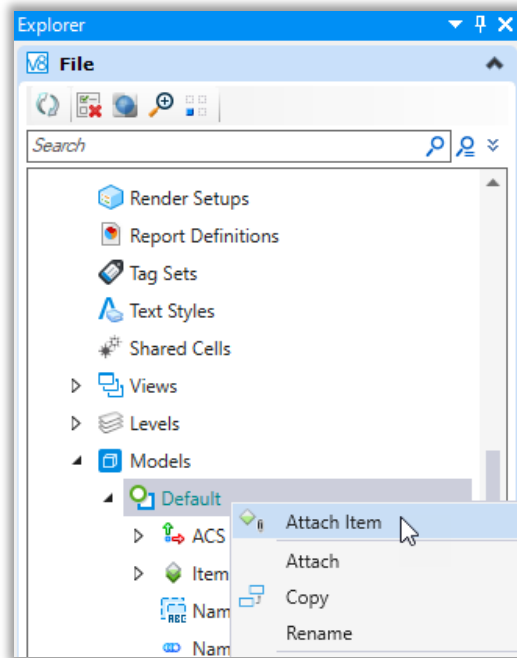 Explorer
V8 File
Search
Render Setups
Report Definitions
Tag Sets
Text Styles
Shared Cells
Views
Levels
Models
Default
ACS
Attach Item
Item
Attach
Nam
Copy
Nam
Rename